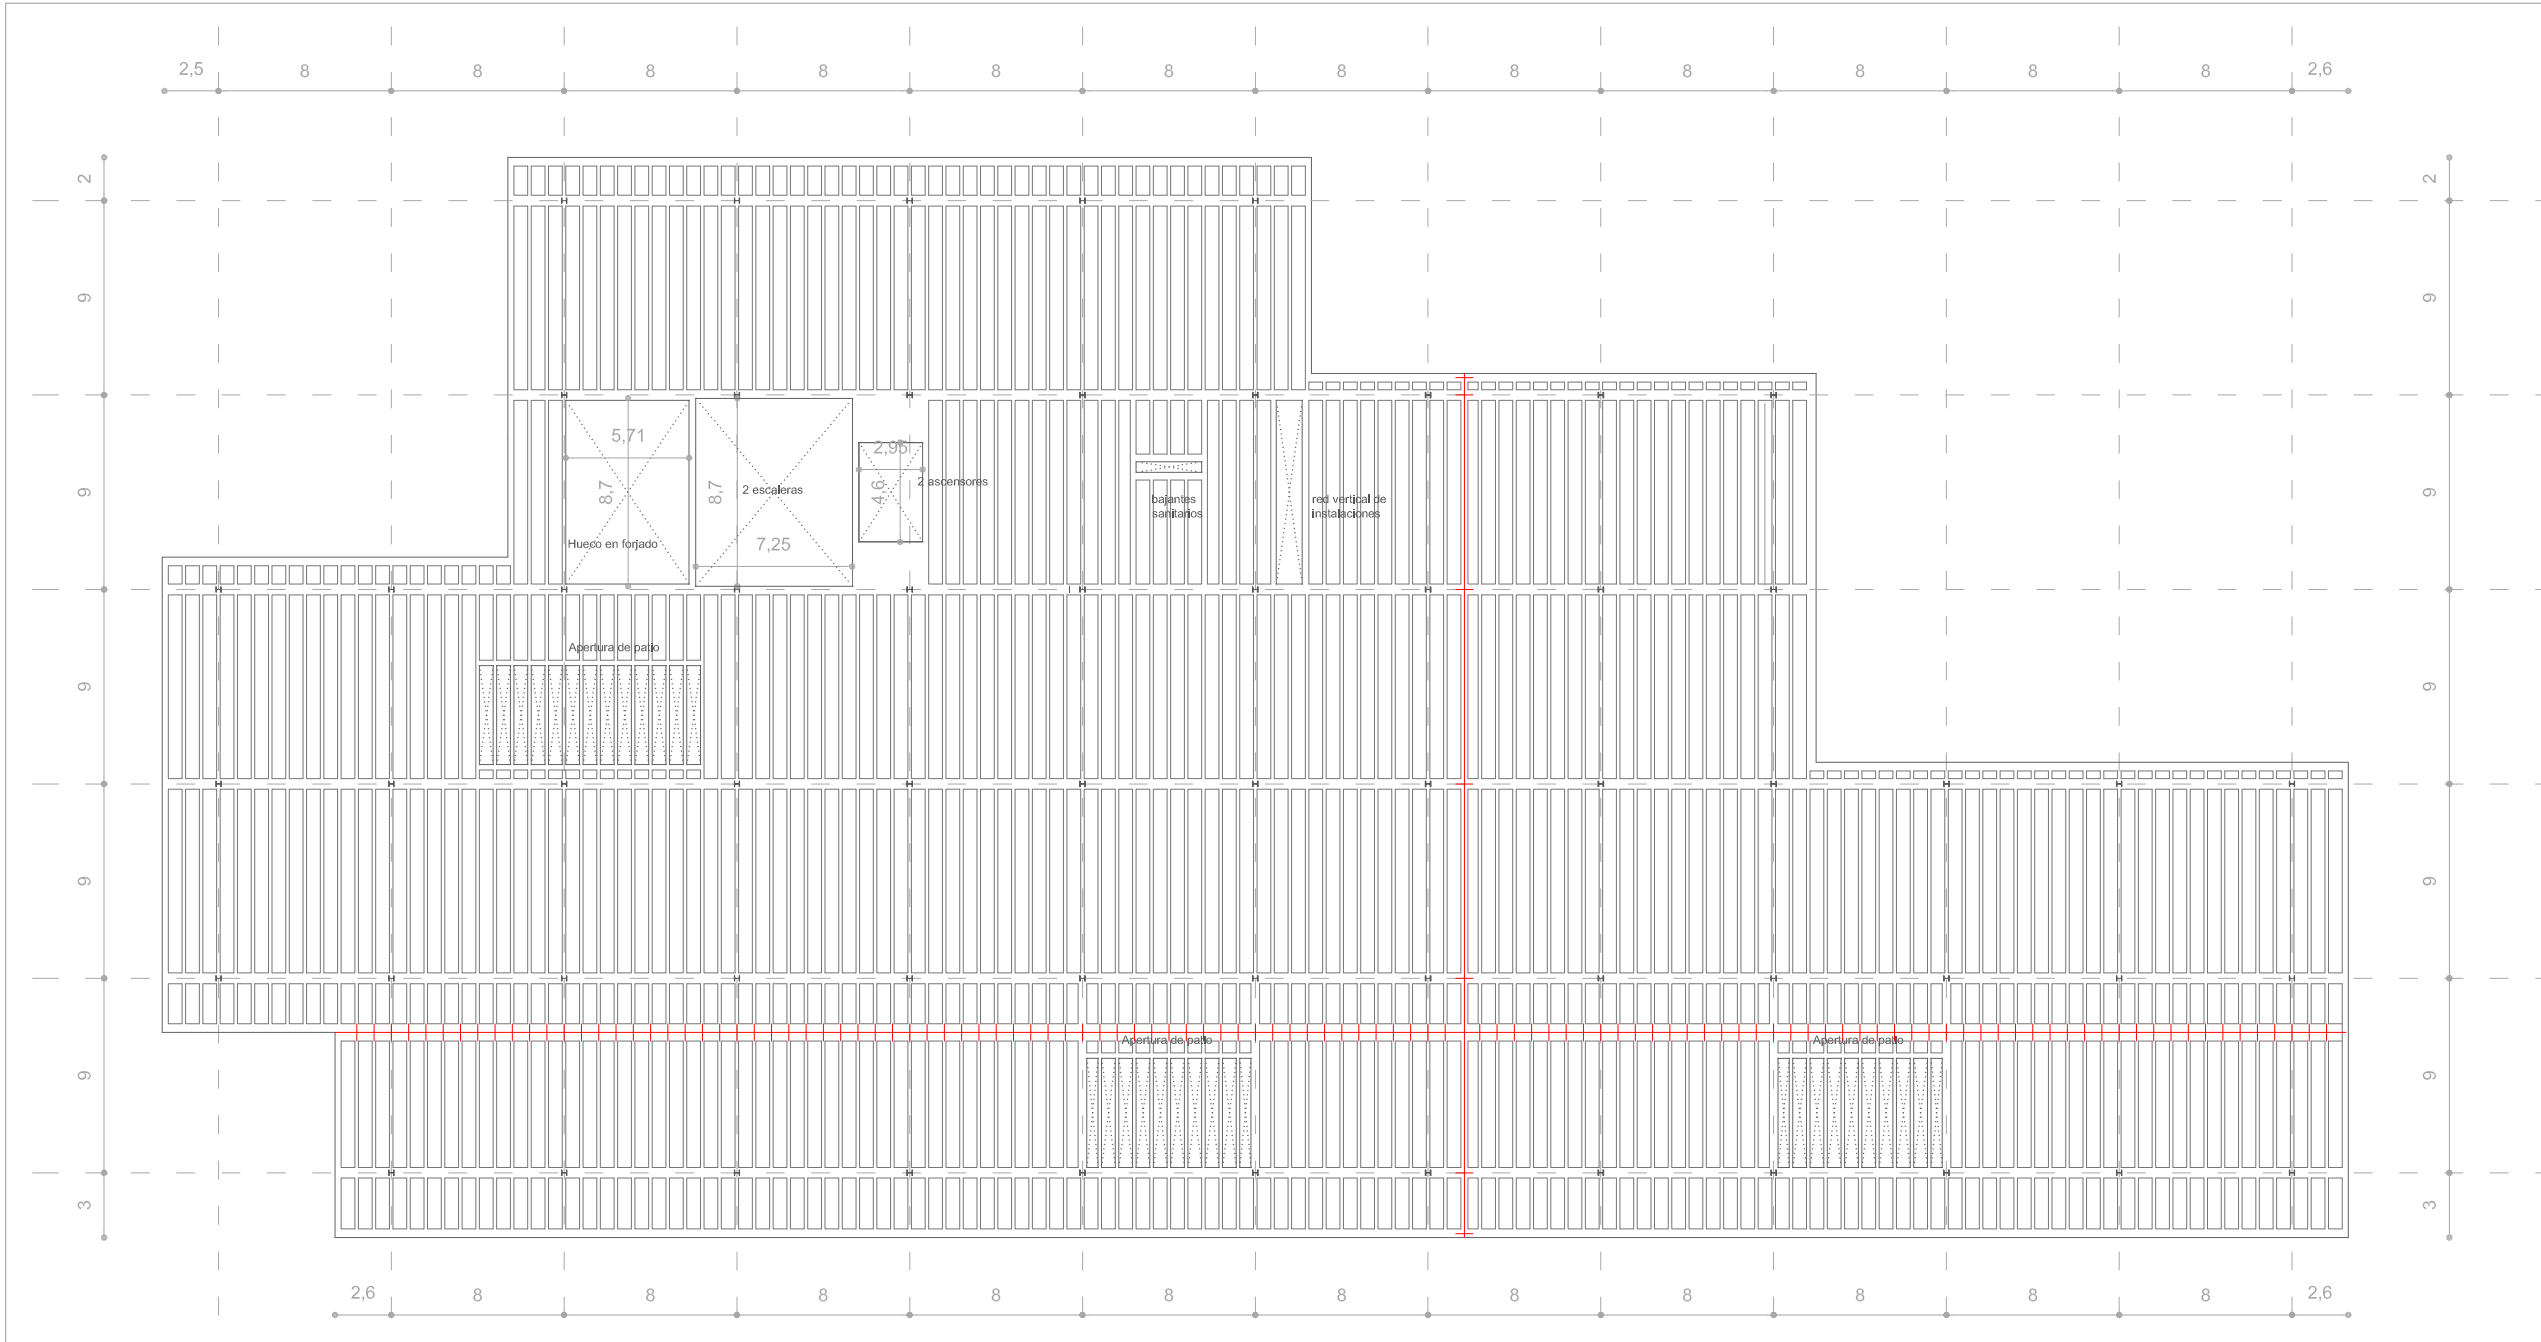 2,5 8 8 8 8 8 8 8 8 8 8 8 8 2,6
2 2
9 9
5,71
2,95
2 ascensores
9 8,7 8,7 2 escaleras 4,6 9
bajantes
sanitarios
red vertical de
instalaciones
Hueco en forjado
7,25
Apertura de patio
9 9
9 9
Apertura de patio
Apertura de patio
9 9
3 3
2,6 8 8 8 8 8 8 8 8 8 8 8 2,6